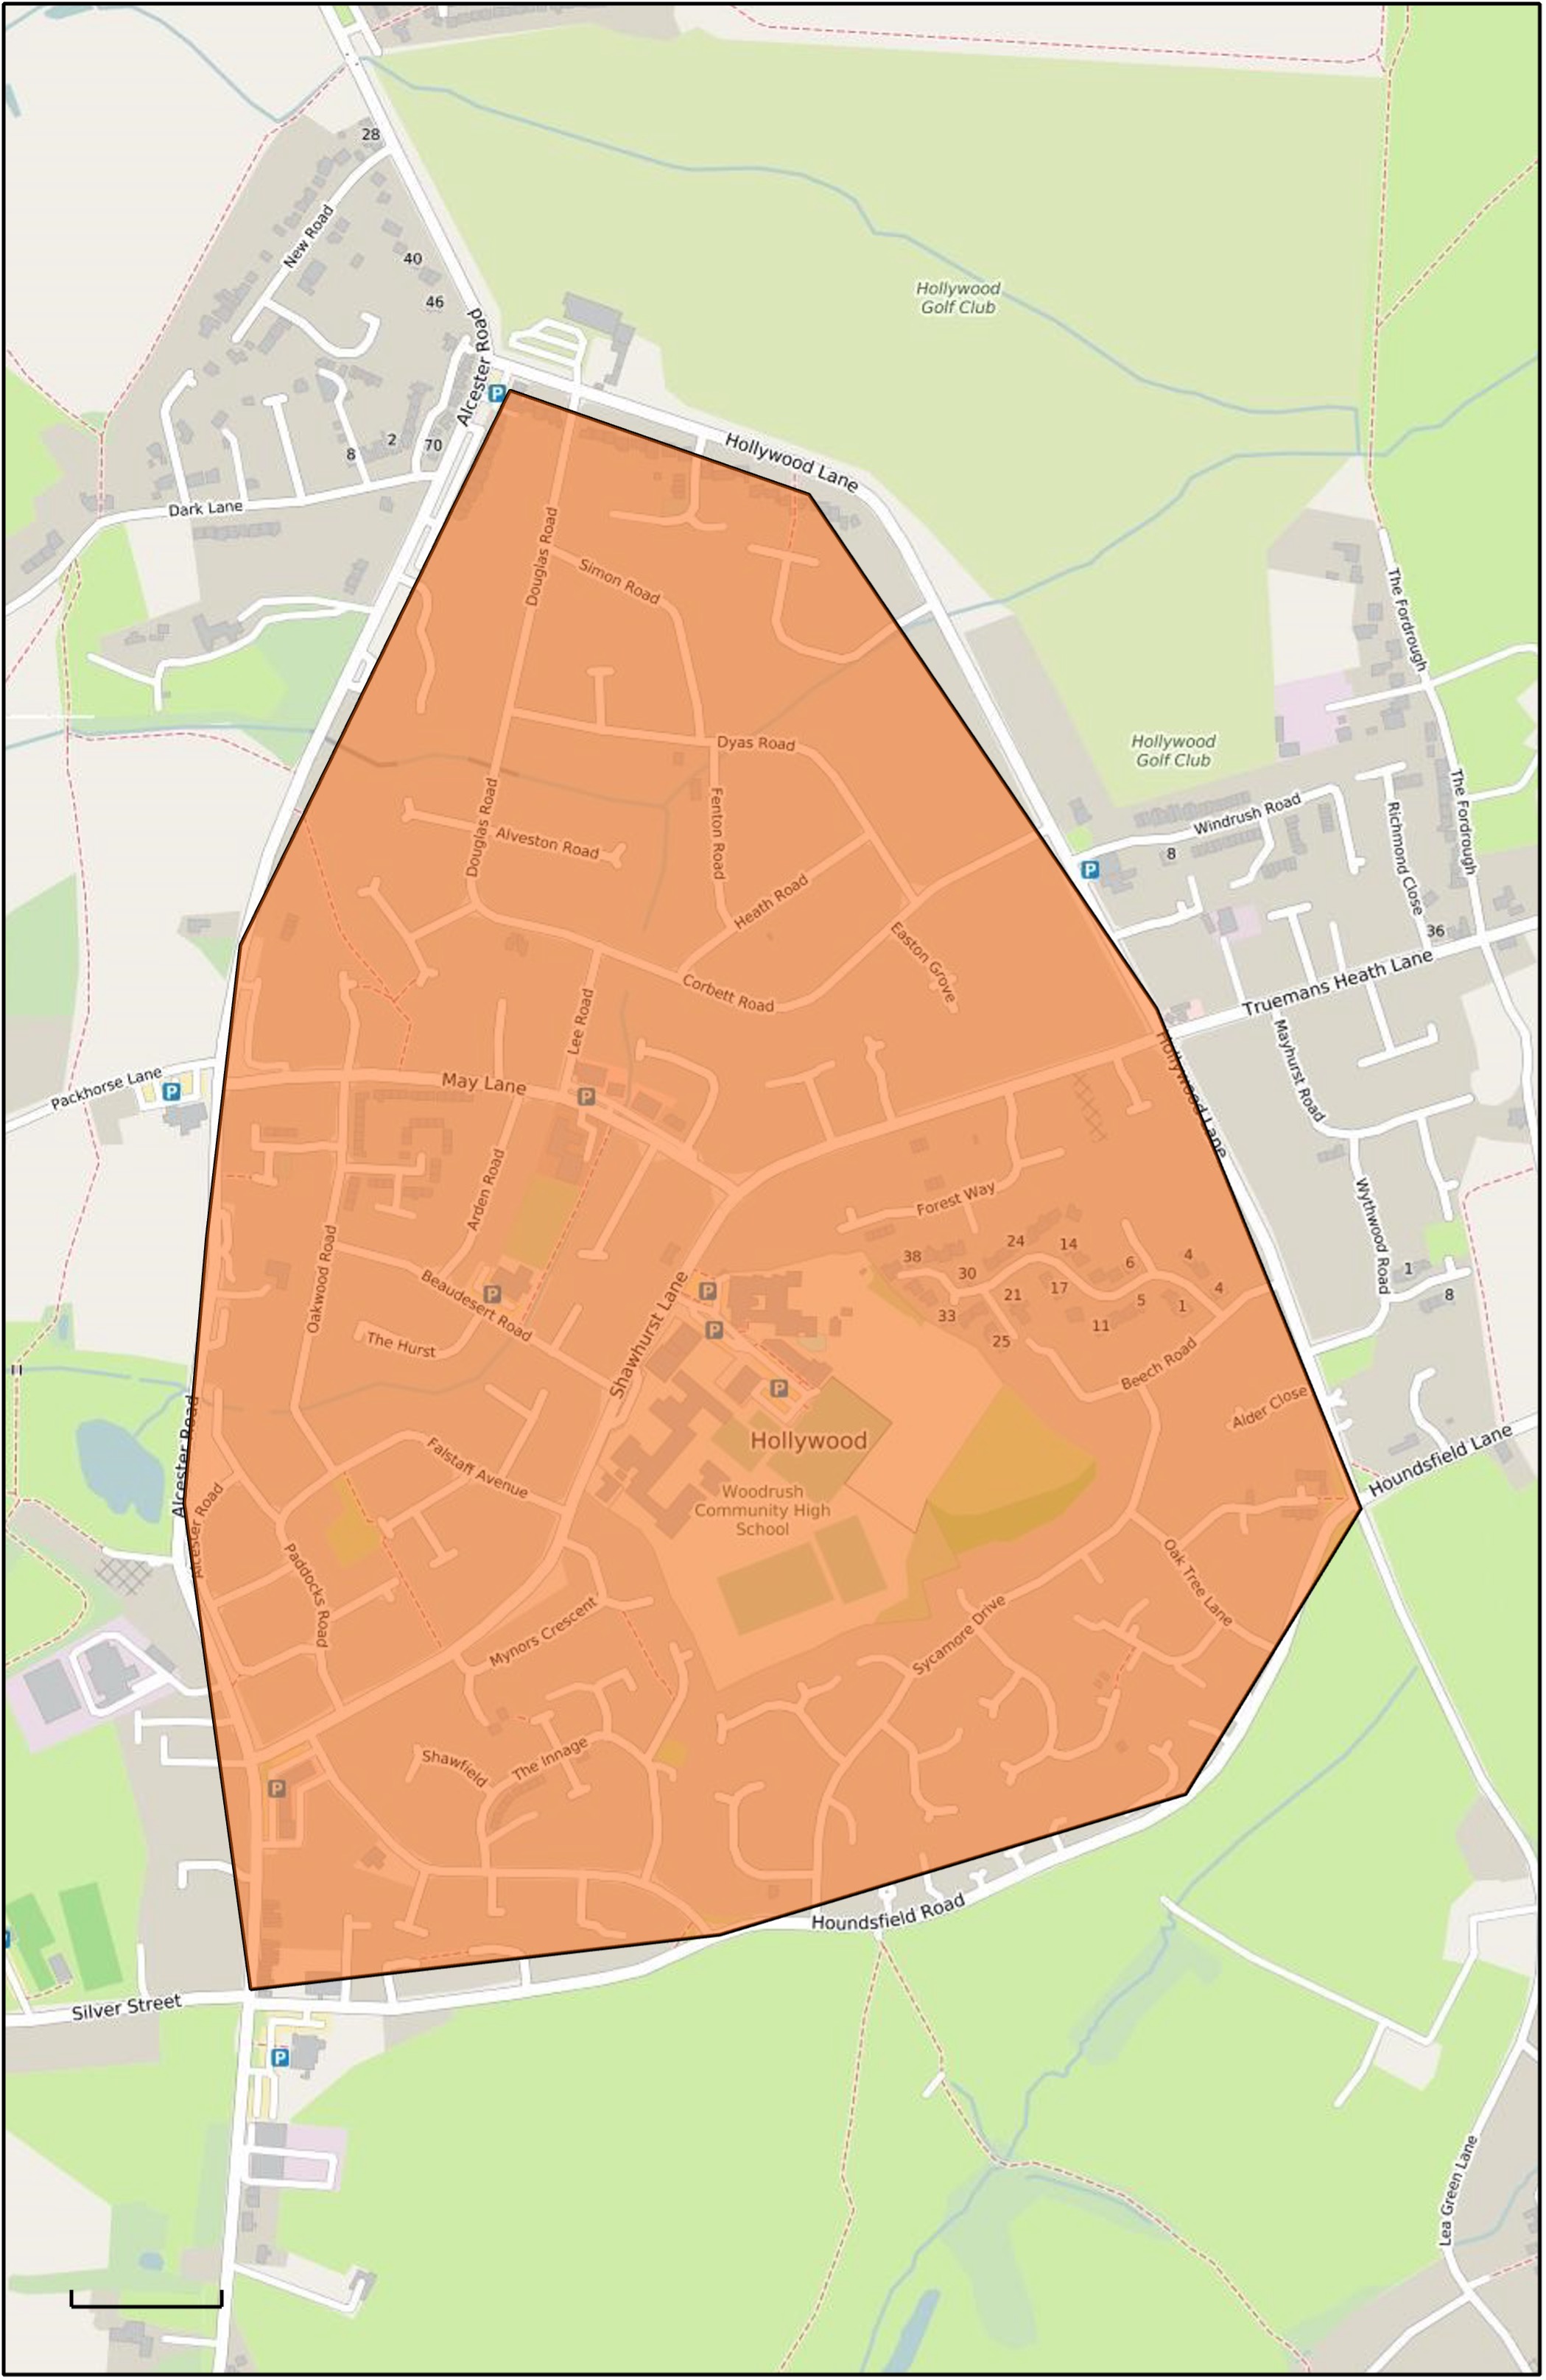 28
New Road
40
Hollywood
Golf Club
46
Alcester Road
P
2
70
8
Hollywood Lane
Dark Lane
Douglas Road
Simon Road
The Fordrough
Dyas Road
Hollywood
Golf Club
Douglas Road
Fenton Road
The Fordrough
Windrush Road
Richmond Close
Alveston Road
8
P
Heath Road
36
Easton Grove
Truemans Heath Lane
Corbett Road
Lee Road
Hollywood Lane
Mayhurst Road
Packhorse Lane
P
May Lane
P
Arden Road
Forest Way
Wythwood Road
Oakwood Road
38
24
14
6
4
30
1
33
21
17
5
1
4
8
25
11
Beaudesert Road
P
P
P
The Hurst
Shawhurst Lane
Beech Road
P
Alder Close
Alcester Road
Hollywood
Falstaff Avenue
Houndsfield Lane
Woodrush
Community High
School
Alcester Road
Paddocks Road
Oak Tree Lane
Mynors Crescent
Sycamore Drive
Shawfield
The Innage
P
Houndsfield Road
Silver Street
P
Lea Green Lane